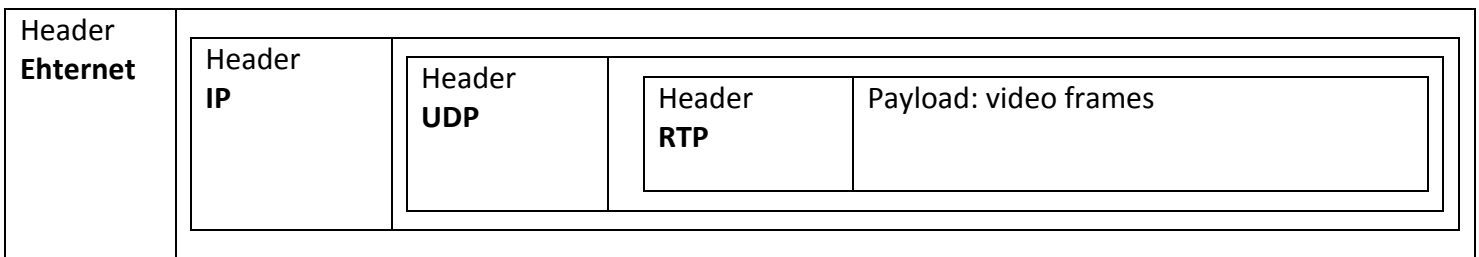 Header
Ehternet
Header
IP
Header
UDP
Header
RTP
Payload: video frames